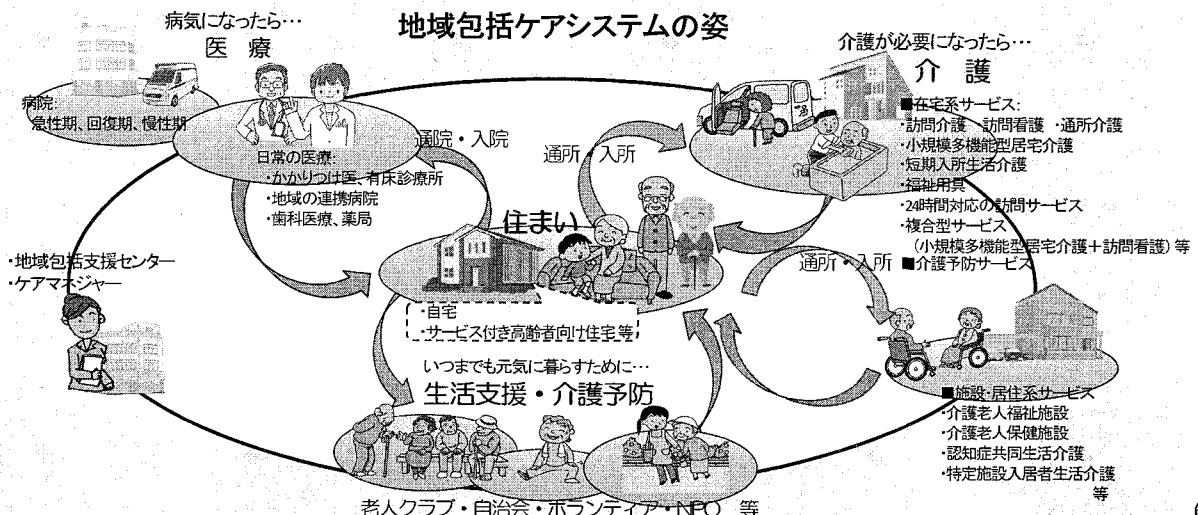 地域包括ケアシステムの姿
病気になったら…
医 療
病院:
急性期、回復期、慢性期
日常の医療:
・かかりつけ医、有床診療所
・地域の連携病院
・歯科医療、薬局
通院・入院
通所・入所
介護が必要になったら…
介 護
■在宅系サービス:
・訪問介護 ・訪問看護 ・通所介護
・小規模多機能型居宅介護
・短期入所生活介護
・福祉用具
・24時間対応の訪問サービス
・複合型サービス
（小規模多機能型居宅介護＋訪問看護）等
■介護予防サービス
通所・入所
住まい
・自宅
・サービス付き高齢者向け住宅 等
・地域包括支援センター
・ケアマネジャー
いつまでも元気に暮らすために…
生活支援・介護予防
老人クラブ・自治会・ボランティア・NPO 等
■施設・居住系サービス
・介護老人福祉施設
・介護老人保健施設
・認知症共同生活介護
・特定施設入居者生活介護
等